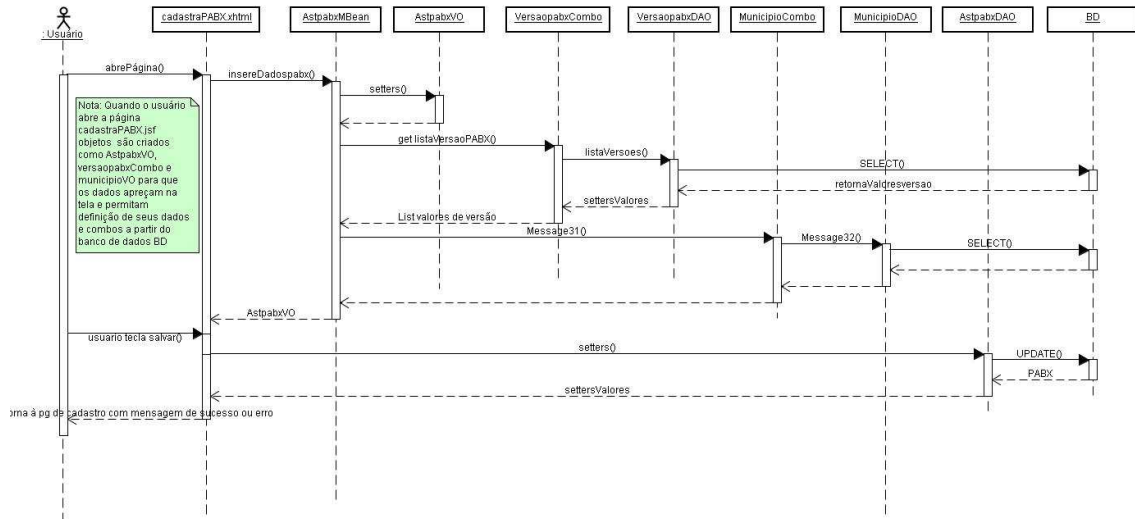 cadastraPABX.xhtml
AstpabxMBean
AstpabxVO
VersaopabxCombo
VersaopabxDAO
MunicipioCombo
MunicipioDAO
AstpabxDAO
BD
: Usuário
abrePágina()
insereDadospabx()
setters()
Nota: Quando o usuário
abre a página
cadastraPABX.jsf
objetos são criados
como AstpabxVO,
versaopabxCombo e
municipioVO para que
os dados apreçam na
tela e permitam
definição de seus dados
e combos a partir do
banco de dados BD
get listaVersaoPABX()
listaVersoes()
SELECT()
retornaValoresversao
settersValores
List valores de versão
Message31()
Message32()
SELECT()
AstpabxVO
usuario tecla salvar()
setters()
UPDATE()
PABX
settersValores
orna à pg de cadastro com mensagem de sucesso ou erro